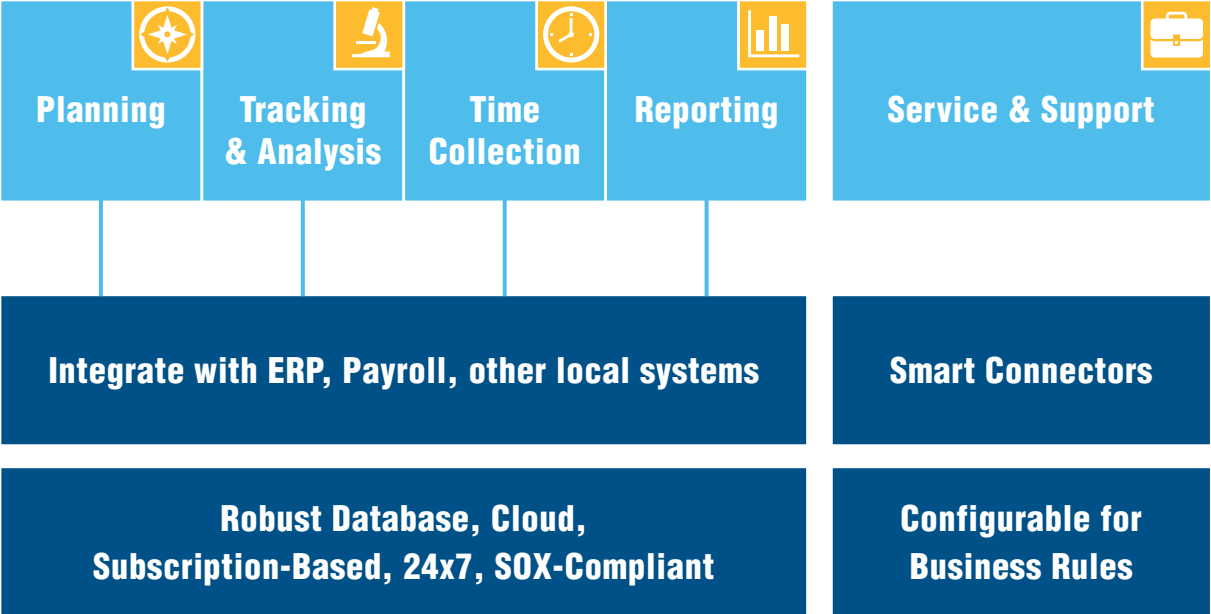 Planning
Tracking
& Analysis
Time
Collection
Reporting
Service & Support
Integrate with ERP, Payroll, other local systems
Smart Connectors
Robust Database, Cloud,
Subscription-Based, 24x7, SOX-Compliant
Configurable for
Business Rules